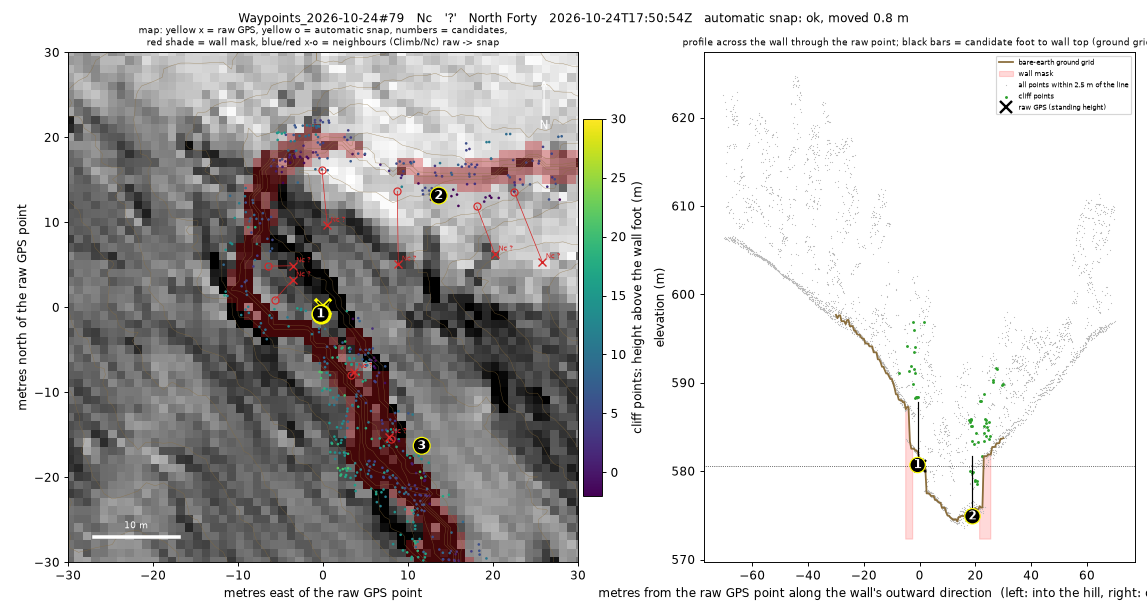 Waypoints_2026-10-24#79 Nc '?' North Forty 2026-10-24T17:50:54Z automatic snap: ok, moved 0.8 m
map: yellow x = raw GPS, yellow o = automatic snap, numbers = candidates,
red shade = wall mask, blue/red x-o = neighbours (Climb/Nc) raw -> snap
profile across the wall through the raw point; black bars = candidate foot to wall top (ground gri
metres north of the raw GPS point
30
20
10
0
−10
−20
−30
−30
−20
−10
0
10
20
30
metres east of the raw GPS point
10 m
N
1
2
3
Nc ?
Nc ?
Nc ?
Nc ?
30
25
20
15
10
5
0
cliff points: height above the wall foot (m)
elevation (m)
620
610
600
590
580
570
−60
−40
−20
0
20
40
60
metres from the raw GPS point along the wall's outward direction (left: into the hill, right:
bare-earth ground grid
wall mask
all points within 2.5 m of the line
cliff points
raw GPS (standing height)
1
2